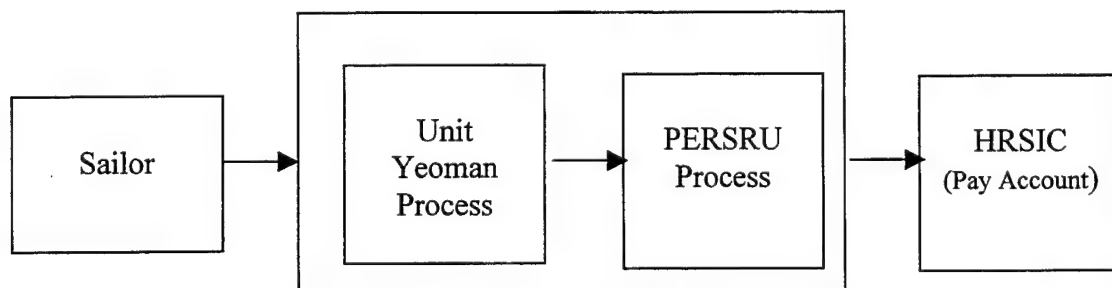 Sailor
Unit
Yeoman
Process
PERSRU
Process
HRSIC
(Pay Account)